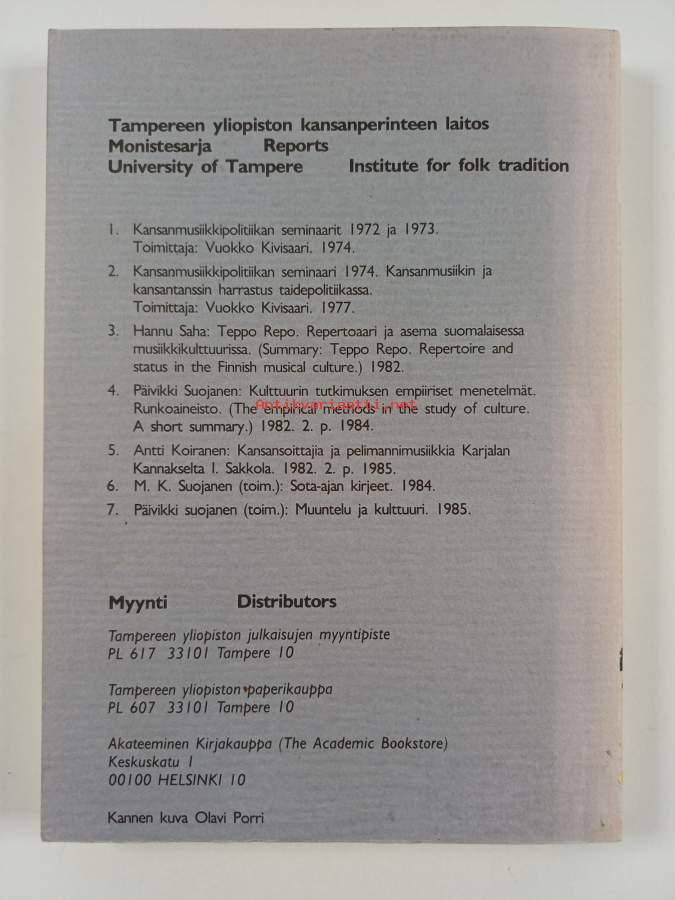 Tampereen yliopiston kansanperinteen laitos
Monistesarja Reports
University of Tampere Institute for folk tradition
1. Kansanmusiikkipolitiikan seminaarit 1972 ja 1973.
Toimittaja: Vuokko Kivisaari. 1974.
2. Kansanmusiikkipolitiikan seminaari 1974. Kansanmusiikin ja
kansantanssin harrastus taidepolitiikassa.
Toimittaja: Vuokko Kivisaari. 1977.
3. Hannu Saha: Teppo Repo. Repertoaari ja asema suomalaisessa
musiikkikulttuurissa. (Summary: Teppo Repo. Repertoire and
status in the Finnish musical culture.) 1982.
4. Päivikki Suojanen: Kulttuurin tutkimuksen empiiriset menetelmät.
Runkoaineisto. (The empirical methods in the study of culture.
Antikvariantti.net
A short summary.) 1982. 2. p. 1984.
5. Antti Koiranen: Kansansoittajia ja pelimannimusiikkia Karjalan
Kannakselta I. Sakkola. 1982. 2. p. 1985.
6. M. K. Suojanen (toim.): Sota-ajan kirjeet. 1984.
7. Päivikki suojanen (toim.): Muuntelu ja kulttuuri. 1985.
Myynti Distributors
Tampereen yliopiston julkaisujen myyntipiste
PL 617 33101 Tampere 10
Tampereen yliopiston paperikauppa
PL 607 33101 Tampere 10
Akateeminen Kirjakauppa (The Academic Bookstore)
Keskuskatu 1
00100 HELSINKI 10
Kannen kuva Olavi Porri